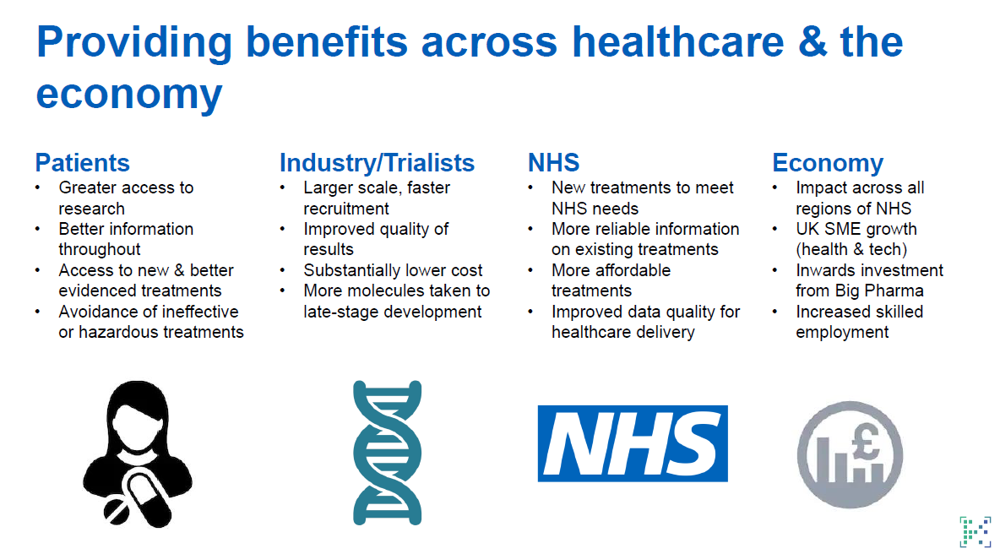 Providing benefits across healthcare & the
economy
Patients
• Greater access to
research
• Better information
throughout
• Access to new & better
evidenced treatments
• Avoidance of ineffective
or hazardous treatments
Industry/Trialists
• Larger scale, faster
recruitment
• Improved quality of
results
• Substantially lower cost
• More molecules taken to
late-stage development
NHS
• New treatments to meet
NHS needs
• More reliable information
on existing treatments
• More affordable
treatments
• Improved data quality for
healthcare delivery
Economy
• Impact across all
regions of NHS
• UK SME growth
(health & tech)
• Inwards investment
from Big Pharma
• Increased skilled
employment
NHS
£